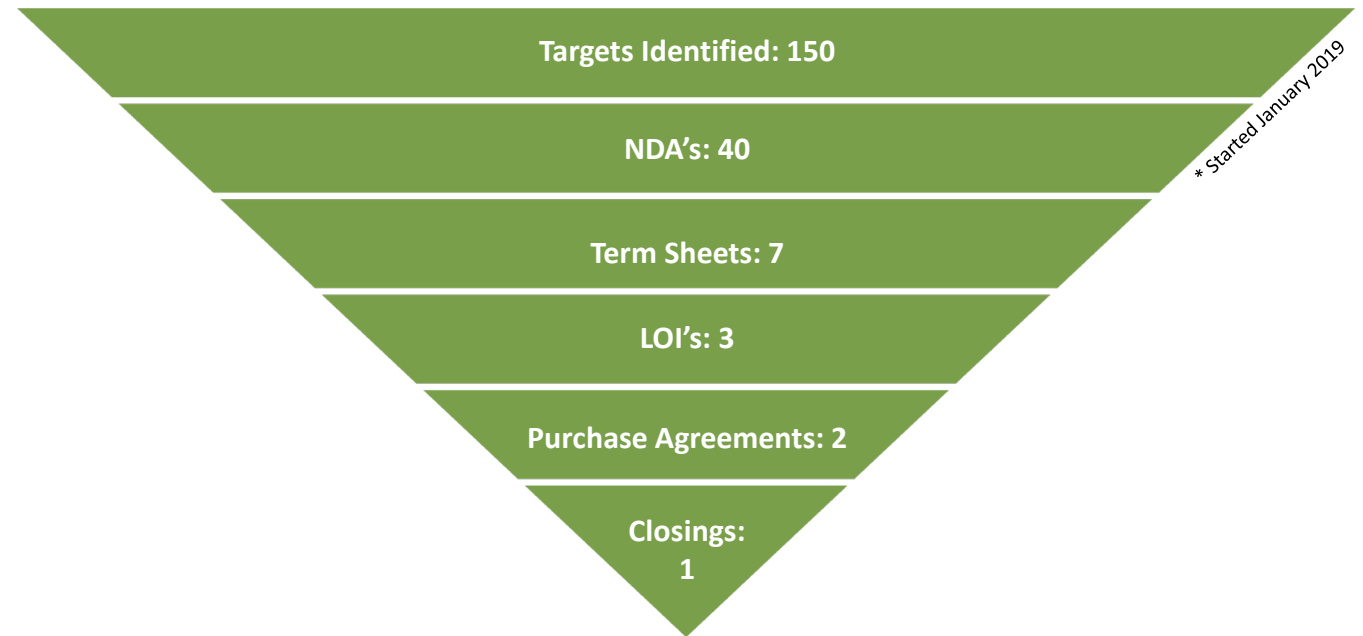 Targets Identified: 150
* Started January 2019
NDA’s: 40
Term Sheets: 7
LOI’s: 3
Purchase Agreements: 2
Closings:
1